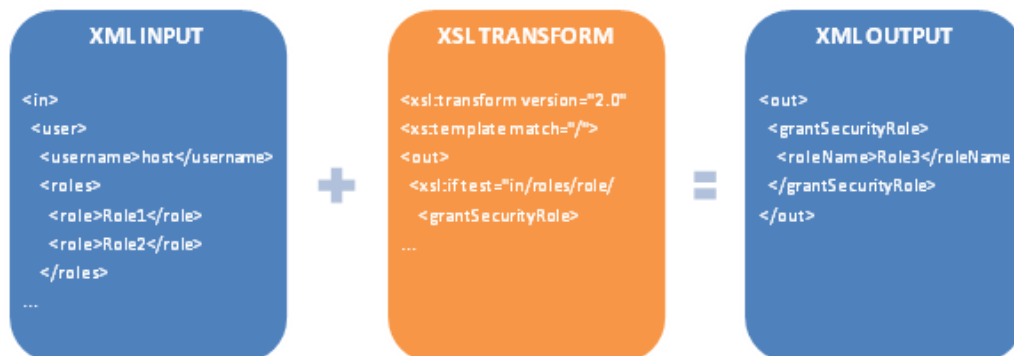 XML INPUT
<in>
<user>
<username>host</username>
<roles>
<role>Role1</role>
<role>Role2</role>
</roles>
...
+
XSL TRANSFORM
<xsl:transform version="2.0"
<xs:template match="/">
<out>
<xsl:if test="in/roles/role/
<grantSecurityRole>
...
=
XML OUTPUT
<out>
<grantSecurityRole>
<roleName>Role3</roleName
</grantSecurityRole>
</out>